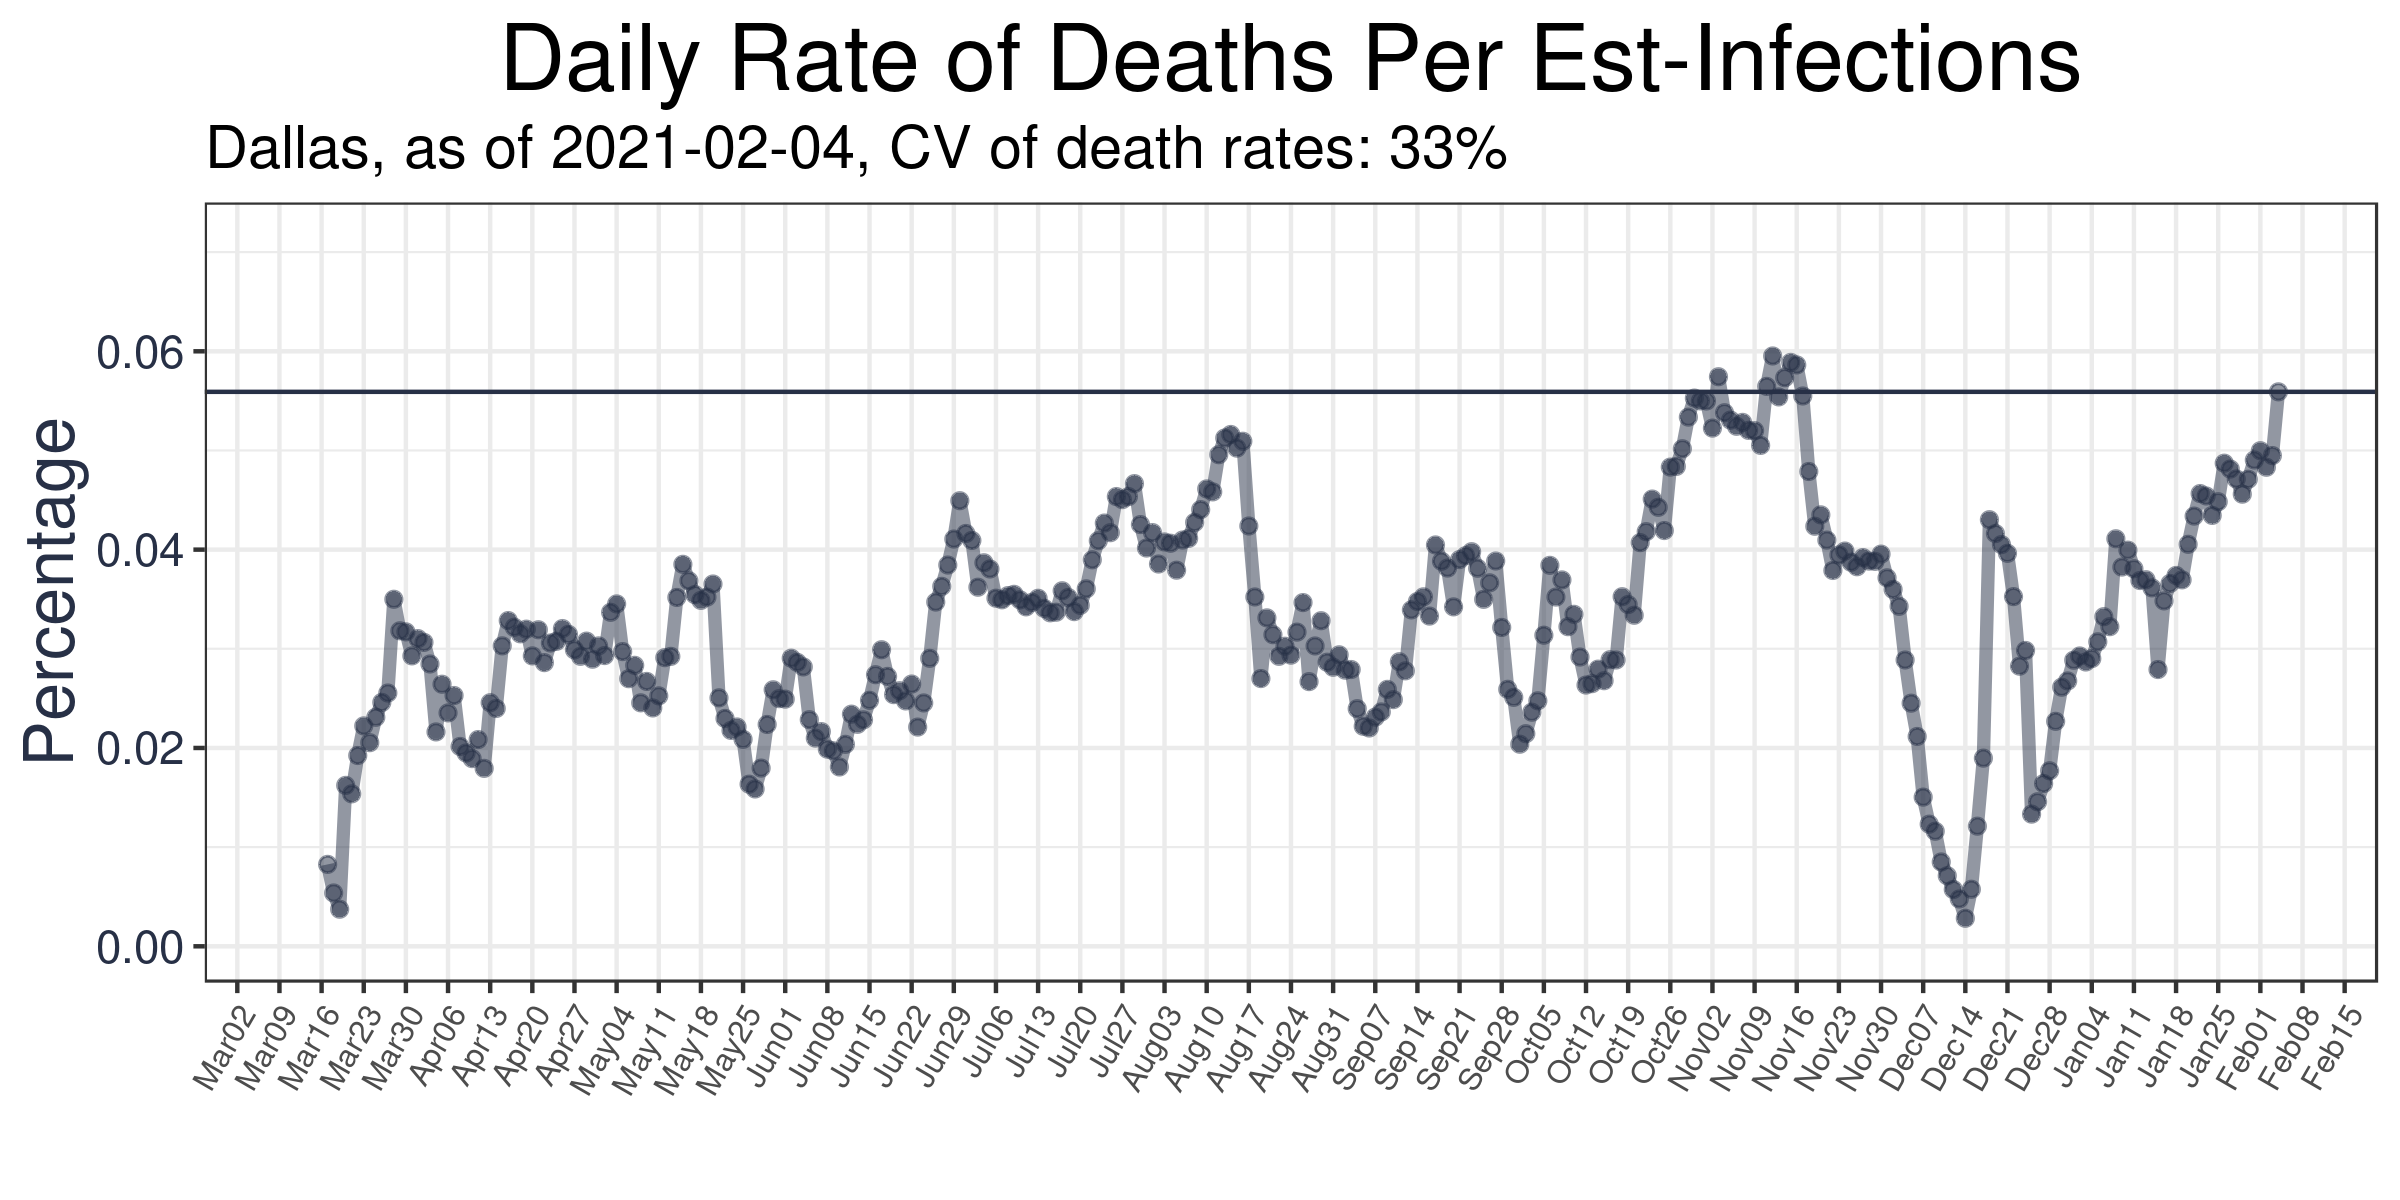 Daily Rate of Deaths Per Est-Infections
Dallas, as of 2021-02-04, CV of death rates: 33%
Percentage
0.06
0.04
0.02
0.00
Mar02
Mar09
Mar16
Mar23
Mar30
Apr06
Apr13
Apr20
Apr27
May04
May11
May18
May25
Jun01
Jun08
Jun15
Jun22
Jun29
Jul06
Jul13
Jul20
Jul27
Aug03
Aug10
Aug17
Aug24
Aug31
Sep07
Sep14
Sep21
Sep28
Oct05
Oct12
Oct19
Oct26
Nov02
Nov09
Nov16
Nov23
Nov30
Dec07
Dec14
Dec21
Dec28
Jan04
Jan11
Jan18
Jan25
Feb01
Feb08
Feb15